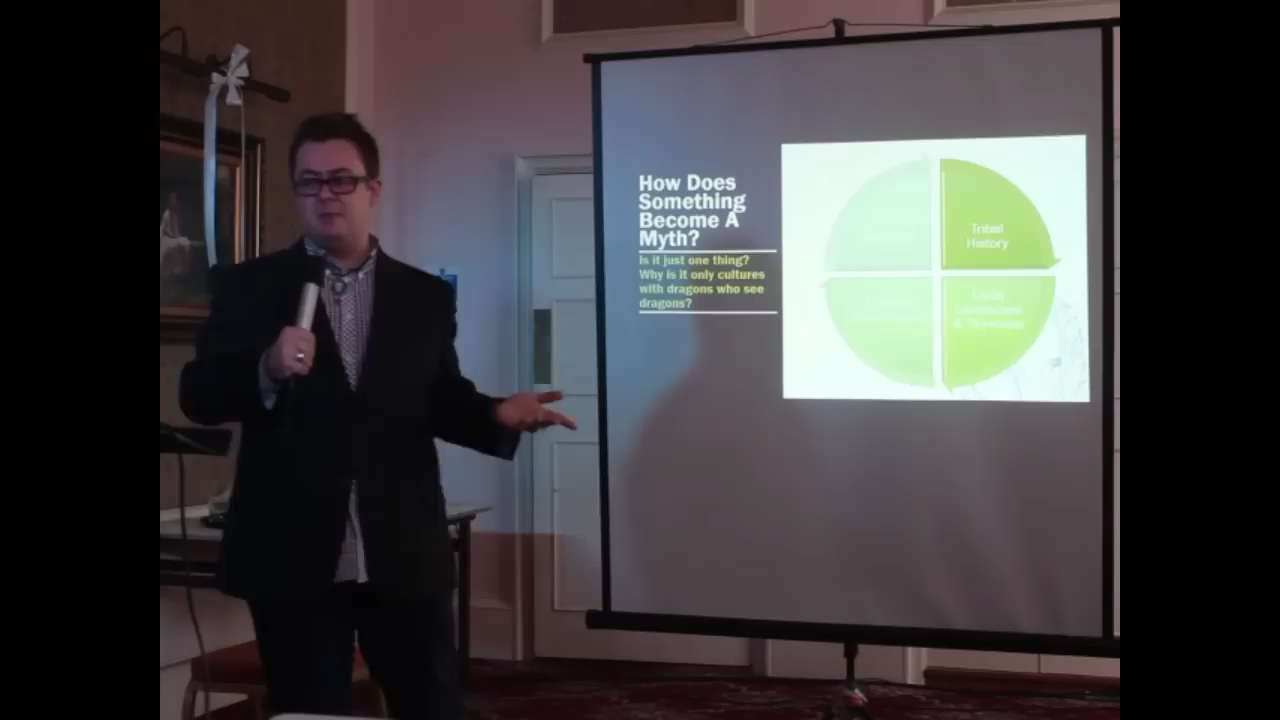 How Does
Something
Become A
Myth?
Is it just one thing?
Why is it only cultures
with dragons who see
dragons?
Tribal
History
Local